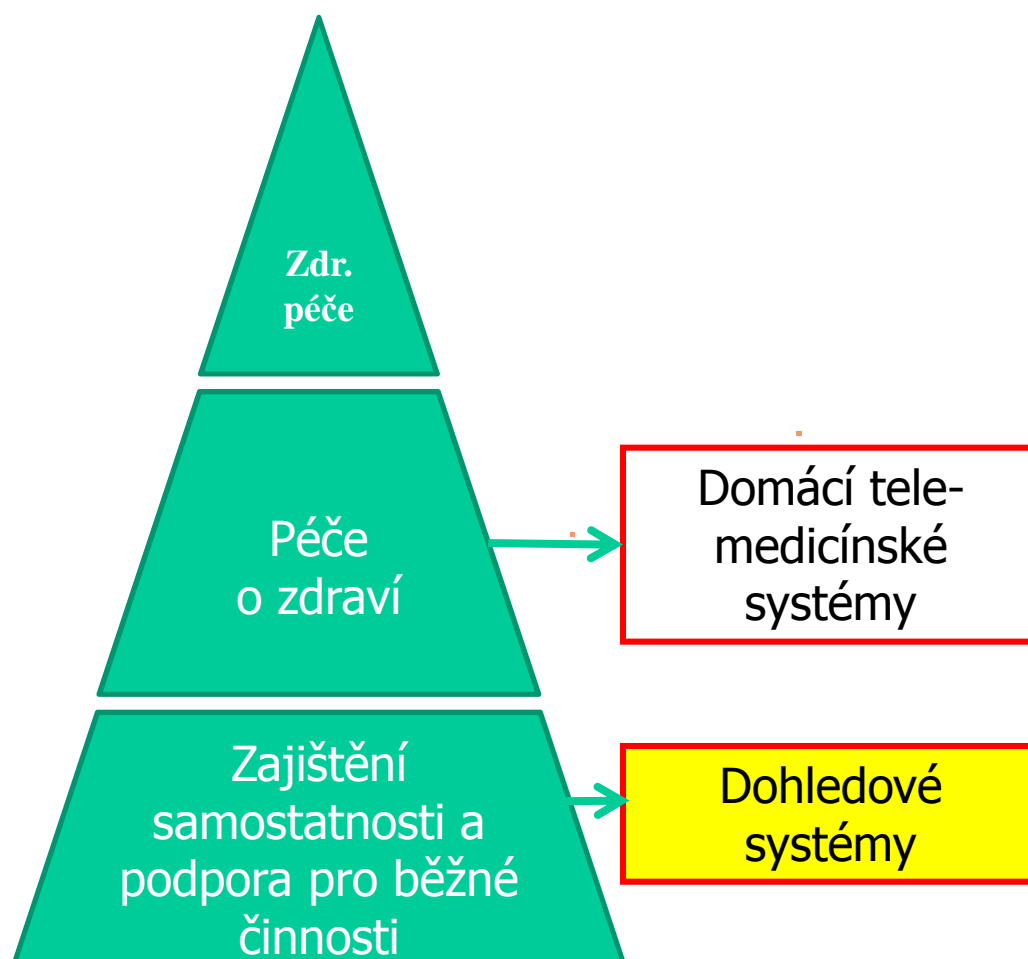 Zdr.
péče
Péče
o zdraví
Domácí tele-
medicínské
systémy
Zajištění
samostatnosti a
podpora pro běžné
činnosti
Dohledové
systémy